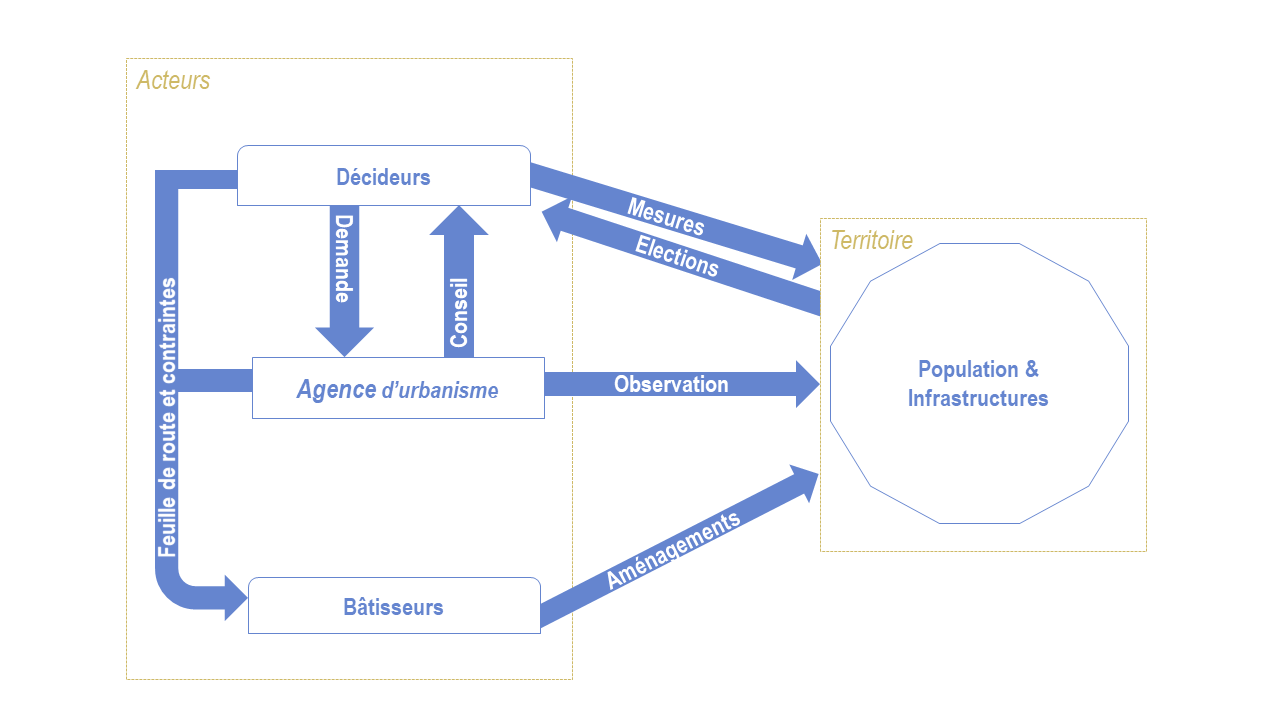 Acteurs
Décideurs
Mesures
Elections
Demande
Conseil
Feuille de route et contraintes
Agence d’urbanisme
Observation
Aménagements
Bâtisseurs
Territoire
Population &
Infrastructures